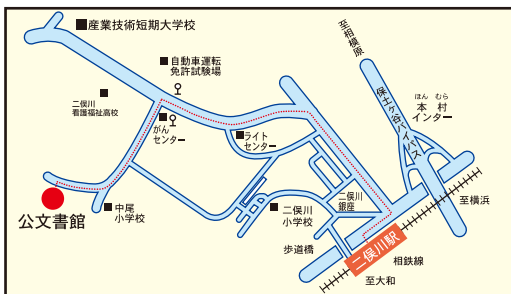 産業技術短期大学校
至相模原
自動車運転
免許試験場
ほん むら
本 村
インター
保土ヶ谷バイパス
二俣川
看護福祉高校
がん
センター
ライト
センター
公文書館
中尾
小学校
二俣川
小学校
二俣川
銀座
至横浜
歩道橋
二俣川駅
相鉄線
至大和